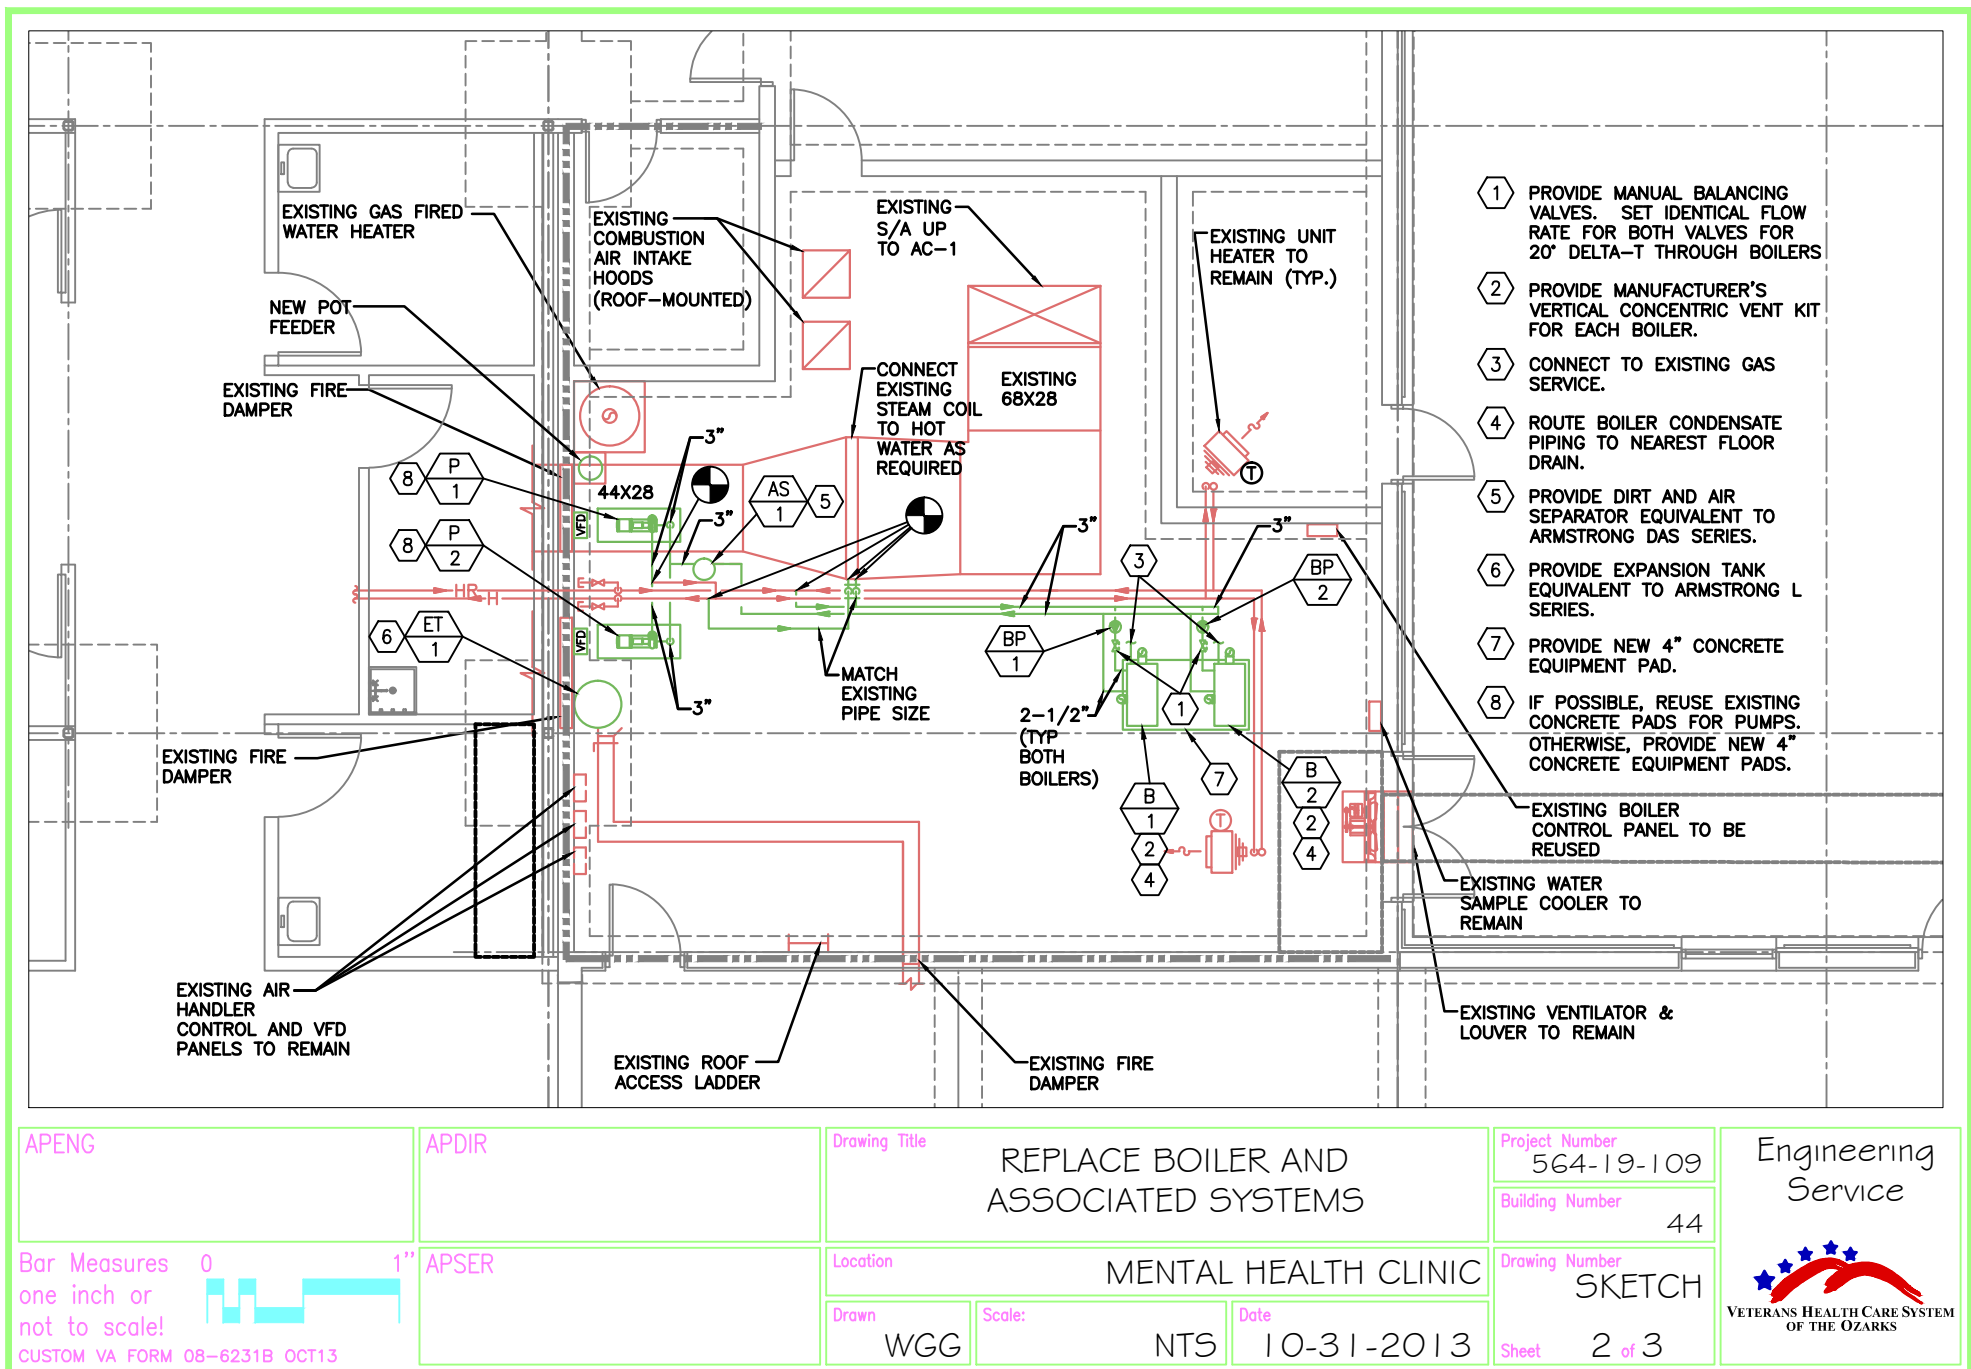 EXISTING GAS FIRED
WATER HEATER
NEW POT
FEEDER
EXISTING FIRE
DAMPER
EXISTING
COMBUSTION
AIR INTAKE
HOODS
(ROOF-MOUNTED)
EXISTING
S/A UP
TO AC-1
EXISTING UNIT
HEATER TO
REMAIN (TYP.)
CONNECT
EXISTING
STEAM COIL
TO HOT
WATER AS
REQUIRED
EXISTING
68X28
44X28
8
P
1
8
P
2
VFD
VFD
3"
3"
AS
1
5
3"
3"
3
BP
2
T
HR
H
6
ET
1
3"
MATCH
EXISTING
PIPE SIZE
BP
1
2-1/2"
(TYP
BOTH
BOILERS)
1
7
B
1
2
4
B
2
2
4
T
EXISTING FIRE
DAMPER
EXISTING AIR
HANDLER
CONTROL AND VFD
PANELS TO REMAIN
EXISTING ROOF
ACCESS LADDER
EXISTING FIRE
DAMPER
1 PROVIDE MANUAL BALANCING
VALVES. SET IDENTICAL FLOW
RATE FOR BOTH VALVES FOR
20° DELTA-T THROUGH BOILERS
2 PROVIDE MANUFACTURER'S
VERTICAL CONCENTRIC VENT KIT
FOR EACH BOILER.
3 CONNECT TO EXISTING GAS
SERVICE.
4 ROUTE BOILER CONDENSATE
PIPING TO NEAREST FLOOR
DRAIN.
5 PROVIDE DIRT AND AIR
SEPARATOR EQUIVALENT TO
ARMSTRONG DAS SERIES.
6 PROVIDE EXPANSION TANK
EQUIVALENT TO ARMSTRONG L
SERIES.
7 PROVIDE NEW 4" CONCRETE
EQUIPMENT PAD.
8 IF POSSIBLE, REUSE EXISTING
CONCRETE PADS FOR PUMPS.
OTHERWISE, PROVIDE NEW 4"
CONCRETE EQUIPMENT PADS.
EXISTING BOILER
CONTROL PANEL TO BE
REUSED
EXISTING WATER
SAMPLE COOLER TO
REMAIN
EXISTING VENTILATOR &
LOUVER TO REMAIN
APENG
APDIR
Drawing Title
REPLACE BOILER AND
ASSOCIATED SYSTEMS
Project Number
564-19-109
Building Number
44
Engineering
Service
Bar Measures 0 1"
one inch or
not to scale!
CUSTOM VA FORM 08-6231B OCT13
APSER
Location
MENTAL HEALTH CLINIC
Drawn
WGG
Scale:
NTS
Date
10-31-2013
Drawing Number
SKETCH
Sheet 2 of 3
VETERANS HEALTH CARE SYSTEM
OF THE OZARKS